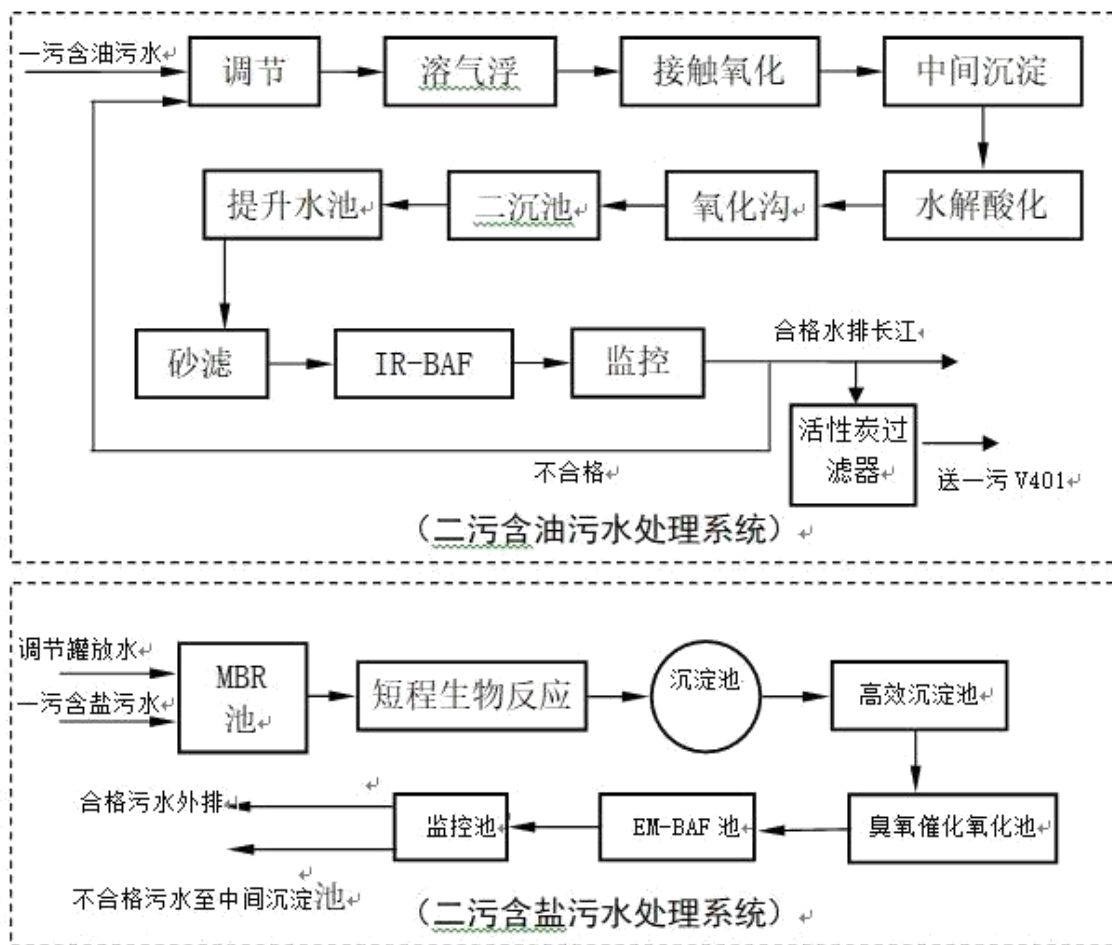 一污含油污水
调节
溶气浮
接触氧化
中间沉淀
提升水池
二沉池
氧化沟
水解酸化
砂滤
IR-BAF
监控
合格水排长江
活性炭过
滤器
不合格
送一污 V401
（二污含油污水处理系统）
调节罐放水
一污含盐污水
MBR
池
短程生物反应
沉淀池
高效沉淀池
合格污水外排
监控池
EM-BAF 池
臭氧催化氧化池
不合格污水至中间沉淀池
（二污含盐污水处理系统）